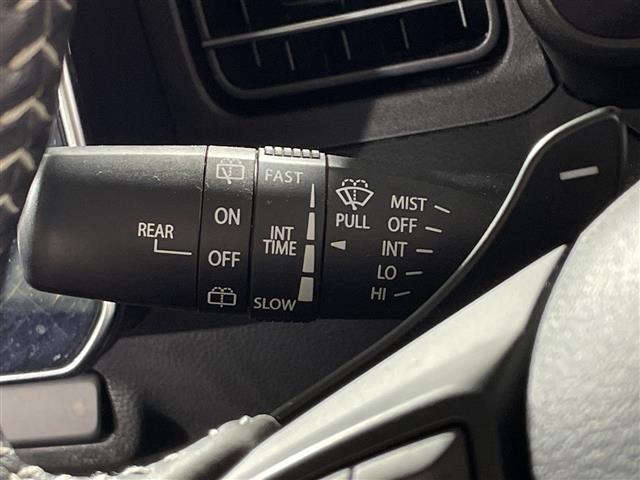 REAR
ON
OFF
FAST
INT
TIME
SLOW
PULL
MIST
OFF
INT
LO
HI